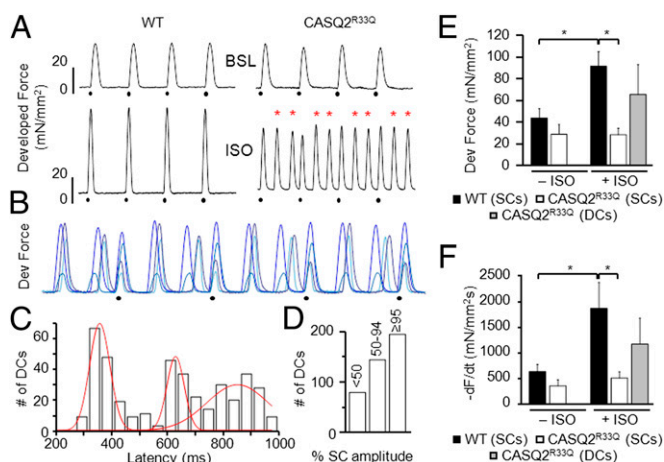 A
WT
CASQ2R33Q
BSL
ISO
Developed Force
(mN/mm²)
20
0
20
0
* * * * * * * *
B
Dev Force
C
# of DCs
60
40
20
0
200 400 600 800 1000
Latency (ms)
D
# of DCs
200
100
0
<50
50-94
≥95
% SC amplitude
E
Dev Force (mN/mm²)
120
100
80
60
40
20
0
* *
– ISO + ISO
WT (SCs) CASQ2R33Q (SCs)
CASQ2R33Q (DCs)
F
-dF/dt (mN/mm²s)
2500
2000
1500
1000
500
0
* *
– ISO + ISO
WT (SCs) CASQ2R33Q (SCs)
CASQ2R33Q (DCs)